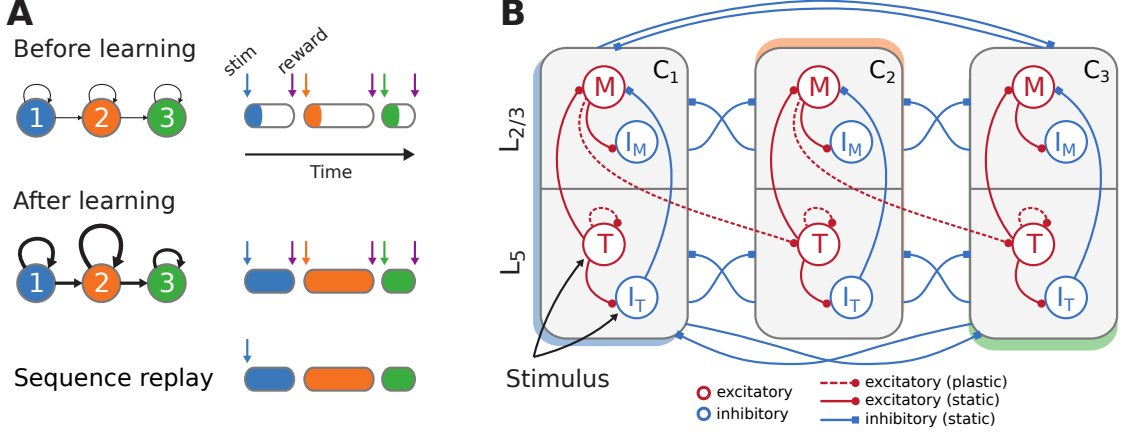 A
Before learning
stim
reward
1
2
3
Time
After learning
1
2
3
Sequence replay
B
L2/3
L5
M
C1
IM
T
IT
M
C2
IM
T
IT
M
C3
IM
T
IT
Stimulus
excitatory
inhibitory
excitatory (plastic)
excitatory (static)
inhibitory (static)